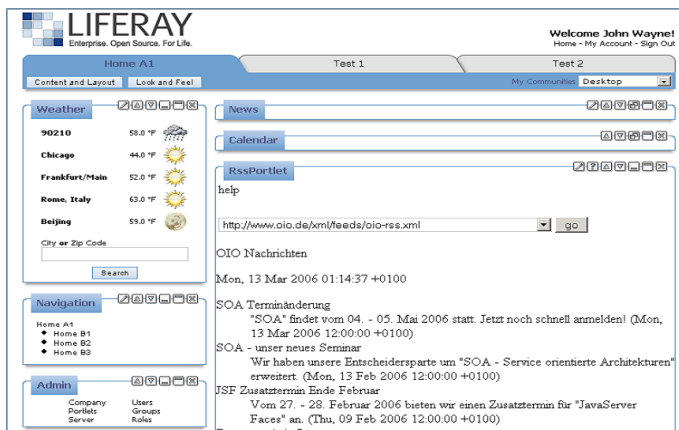 LIFERAY
Enterprise. Open Source. For Life.
Welcome John Wayne!
Home - My Account - Sign Out
Home A1
Test 1
Test 2
Content and Layout
Look and Feel
My Communities
Desktop
Weather
90210 58.0 °F
Chicago 44.0 °F
Frankfurt/Main 52.0 °F
Rome, Italy 63.0 °F
Beijing 59.0 °F
City or Zip Code
Search
Navigation
Home A1
Home B1
Home B2
Home B3
Admin
Company Users
Portlets Groups
Server Roles
News
Calendar
RssPortlet
help
http://www.oio.de/xml/feeds/oio-rss.xml
go
OIO Nachrichten
Mon, 13 Mar 2006 01:14:37 +0100
SOA Terminänderung
"SOA" findet vom 04. - 05. Mai 2006 statt. Jetzt noch schnell anmelden! (Mon,
13 Mar 2006 12:00:00 +0100)
SOA - unser neues Seminar
Wir haben unsere Entscheidersparte um "SOA - Service orientierte Architekturen"
erweitert. (Mon, 13 Feb 2006 12:00:00 +0100)
JSF Zusatztermin Ende Februar
Vom 27. - 28. Februar 2006 bieten wir einen Zusatztermin für "JavaServer
Faces" an. (Thu, 09 Feb 2006 12:00:00 +0100)